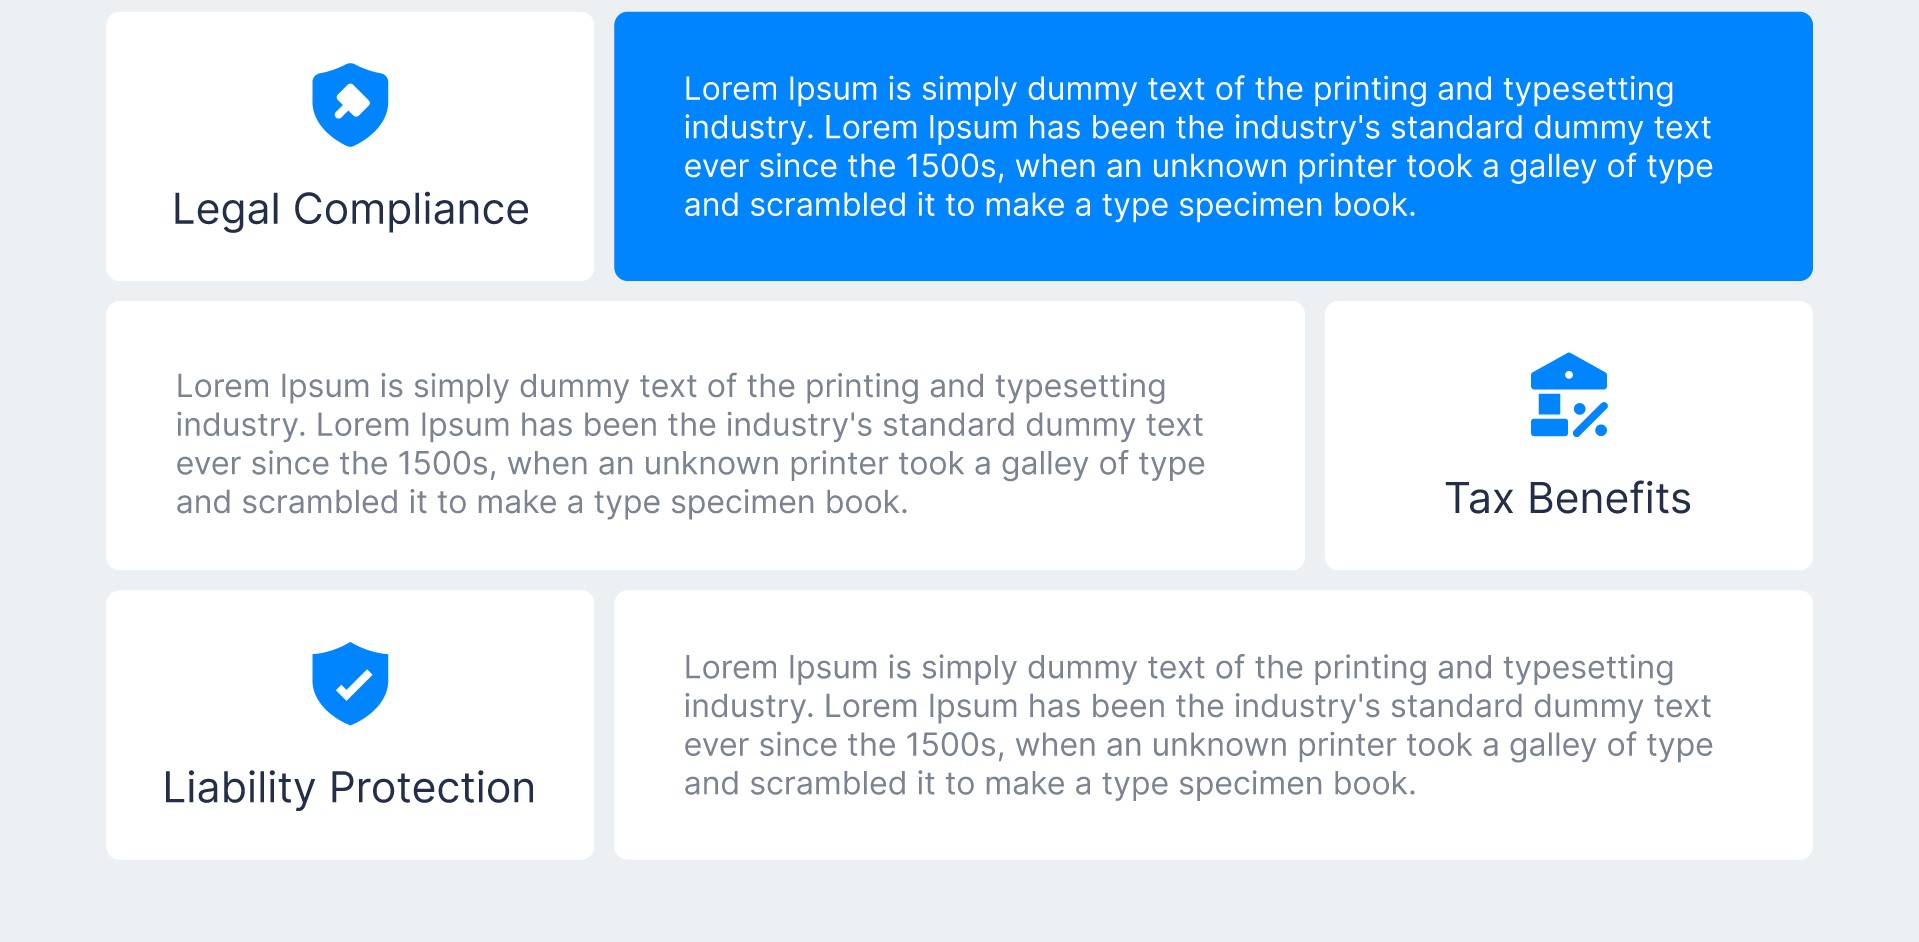 Legal Compliance
Lorem Ipsum is simply dummy text of the printing and typesetting
industry. Lorem Ipsum has been the industry's standard dummy text
ever since the 1500s, when an unknown printer took a galley of type
and scrambled it to make a type specimen book.
Lorem Ipsum is simply dummy text of the printing and typesetting
industry. Lorem Ipsum has been the industry's standard dummy text
ever since the 1500s, when an unknown printer took a galley of type
and scrambled it to make a type specimen book.
Tax Benefits
Liability Protection
Lorem Ipsum is simply dummy text of the printing and typesetting
industry. Lorem Ipsum has been the industry's standard dummy text
ever since the 1500s, when an unknown printer took a galley of type
and scrambled it to make a type specimen book.